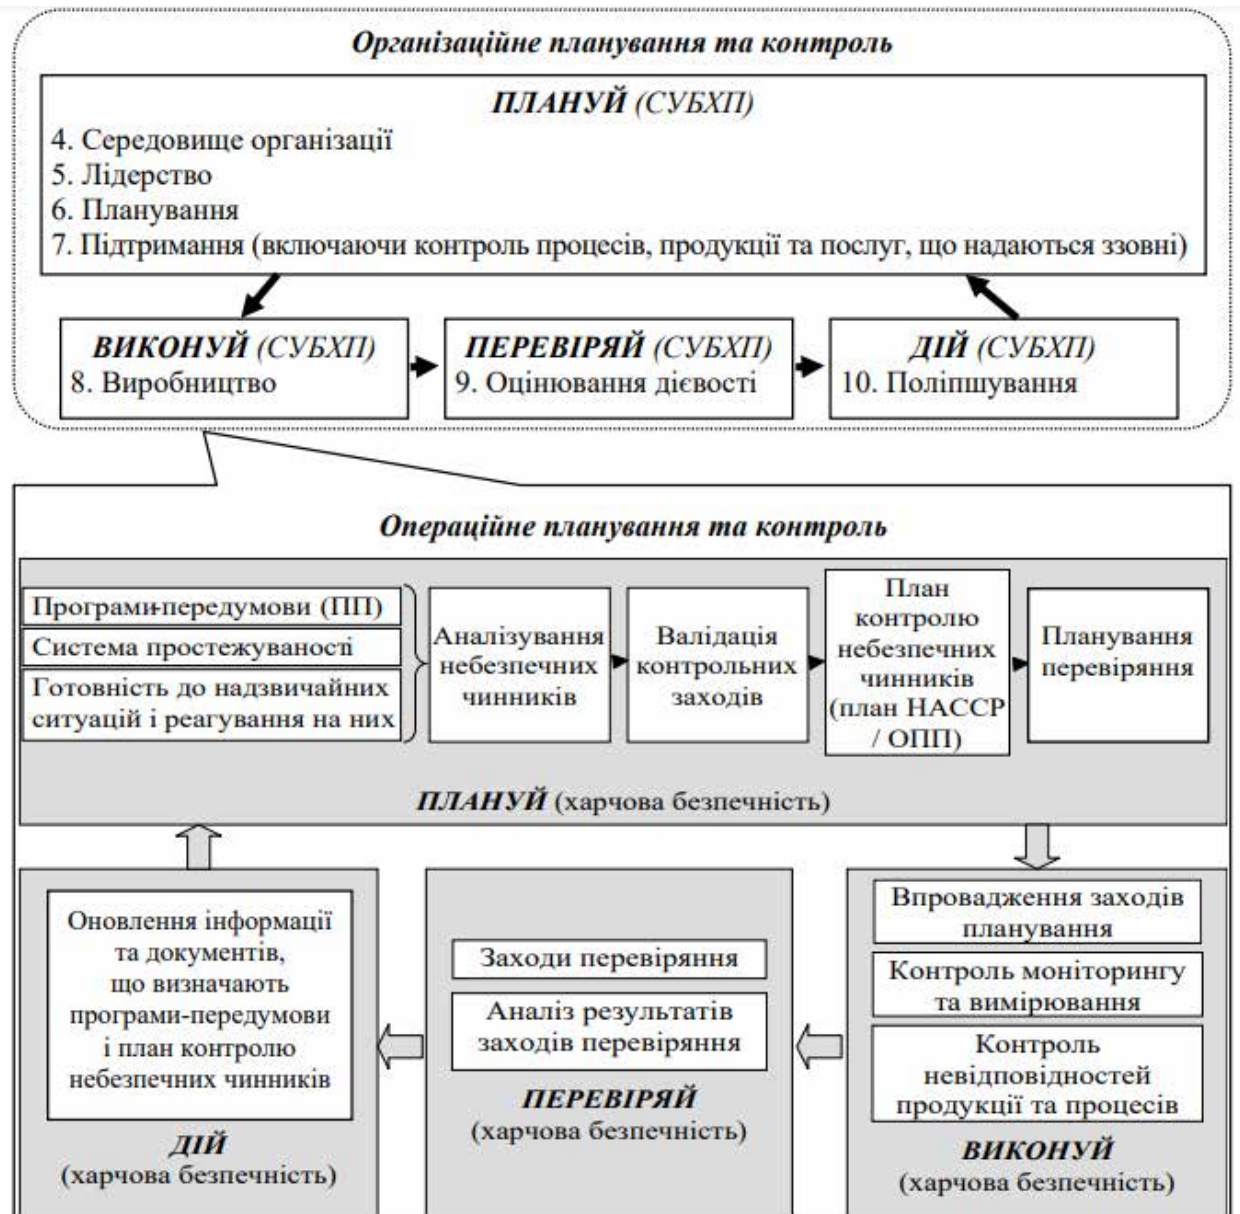 Організаційне планування та контроль
ПЛАНУЙ (СУБХП)
4. Середовище організації
5. Лідерство
6. Планування
7. Підтримання (включаючи контроль процесів, продукції та послуг, що надаються ззовні)
ВИКОНУЙ (СУБХП)
8. Виробництво
ПЕРЕВІРЯЙ (СУБХП)
9. Оцінювання дієвості
ДІЙ (СУБХП)
10. Поліпшування
Операційне планування та контроль
Програми-передумови (ПП)
Система простежуваності
Готовність до надзвичайних
ситуацій і реагування на них
Аналізування
небезпечних
чинників
Валідація
контрольних
заходів
План
контролю
небезпечних
чинників
(план НАССР
/ ОПП)
Планування
перевіряння
ПЛАНУЙ (харчова безпечність)
Оновлення інформації
та документів,
що визначають
програми-передумови
і план контролю
небезпечних чинників
ДІЙ
(харчова безпечність)
Заходи перевіряння
Аналіз результатів
заходів перевіряння
ПЕРЕВІРЯЙ
(харчова безпечність)
Впровадження заходів
планування
Контроль моніторингу
та вимірювання
Контроль
невідповідностей
продукції та процесів
ВИКОНУЙ
(харчова безпечність)